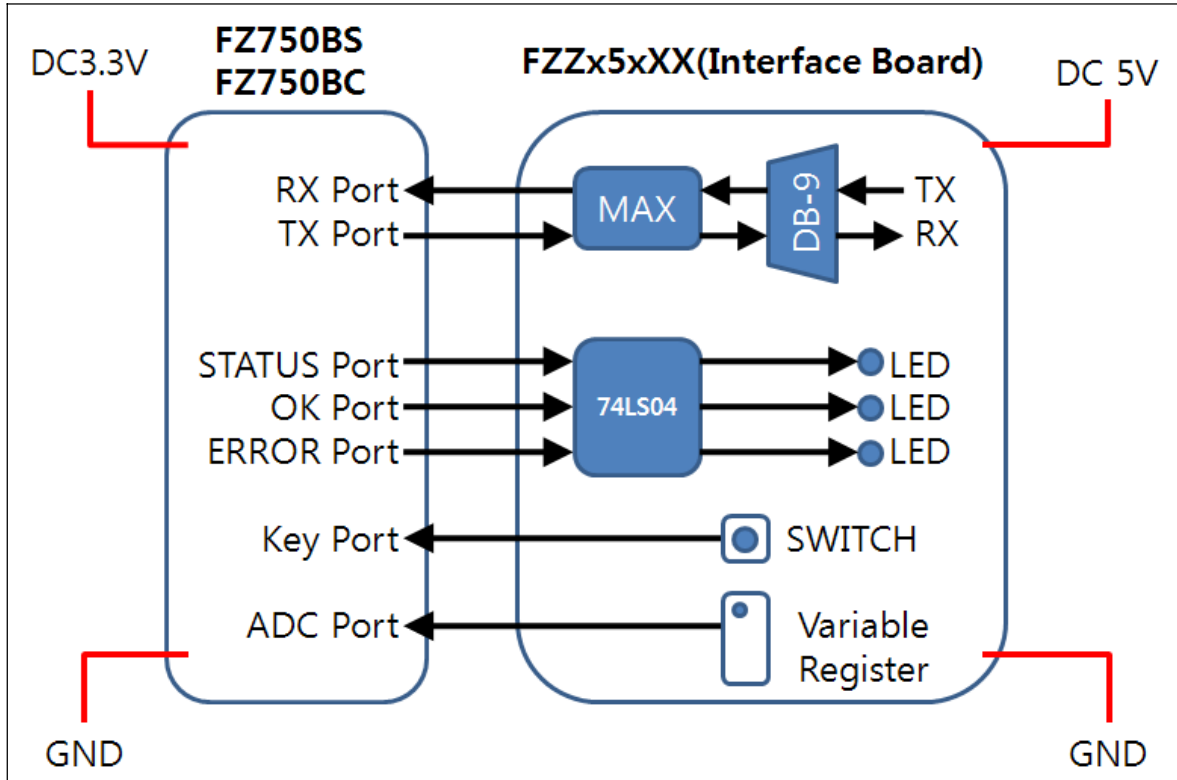 FZ750BS
FZ750BC
DC3.3V
FZZx5xXX(Interface Board)
DC 5V
RX Port
MAX
DB-9
TX
TX Port
RX
STATUS Port
74LS04
LED
OK Port
LED
ERROR Port
LED
Key Port
SWITCH
ADC Port
Variable
Register
GND
GND